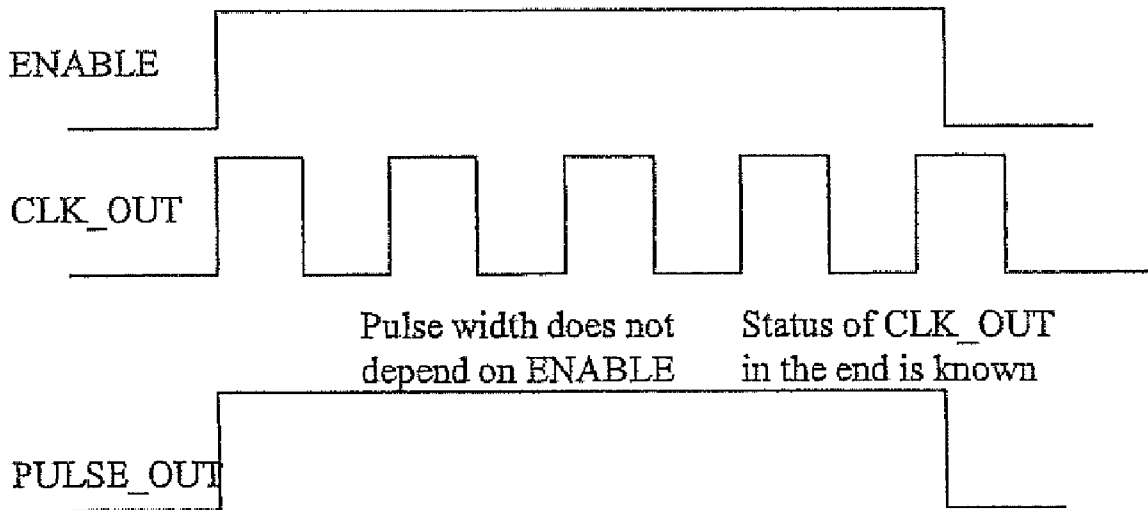 ENABLE
CLK_OUT
Pulse width does not
depend on ENABLE
Status of CLK_OUT
in the end is known
PULSE_OUT